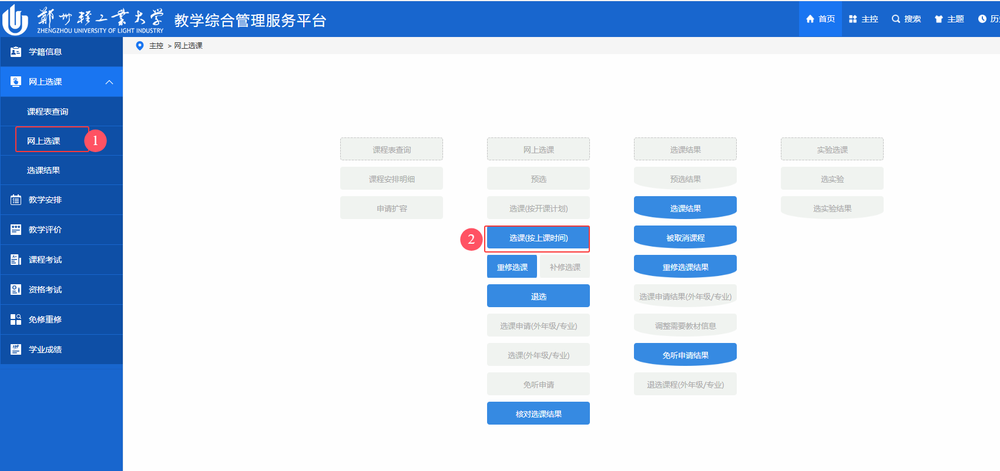 郑州轻工业大学
ZHENGZHOU UNIVERSITY OF LIGHT INDUSTRY
教学综合管理服务平台
首页
主控
搜索
主题
主控 > 网上选课
学籍信息
网上选课
课程表查询
网上选课
1
选课结果
教学安排
教学评价
课程考试
资格考试
免修重修
学业成绩
课程表查询
课程安排明细
申请扩容
网上选课
预选
选课(按开课计划)
2
选课(按上课时间)
重修选课
补修选课
退选
选课申请(外年级/专业)
选课(外年级/专业)
免听申请
核对选课结果
选课结果
预选结果
选课结果
被取消课程
重修选课结果
选课申请结果(外年级/专业)
调整需要教材信息
免听申请结果
退选课程(外年级/专业)
实验选课
选实验
选实验结果